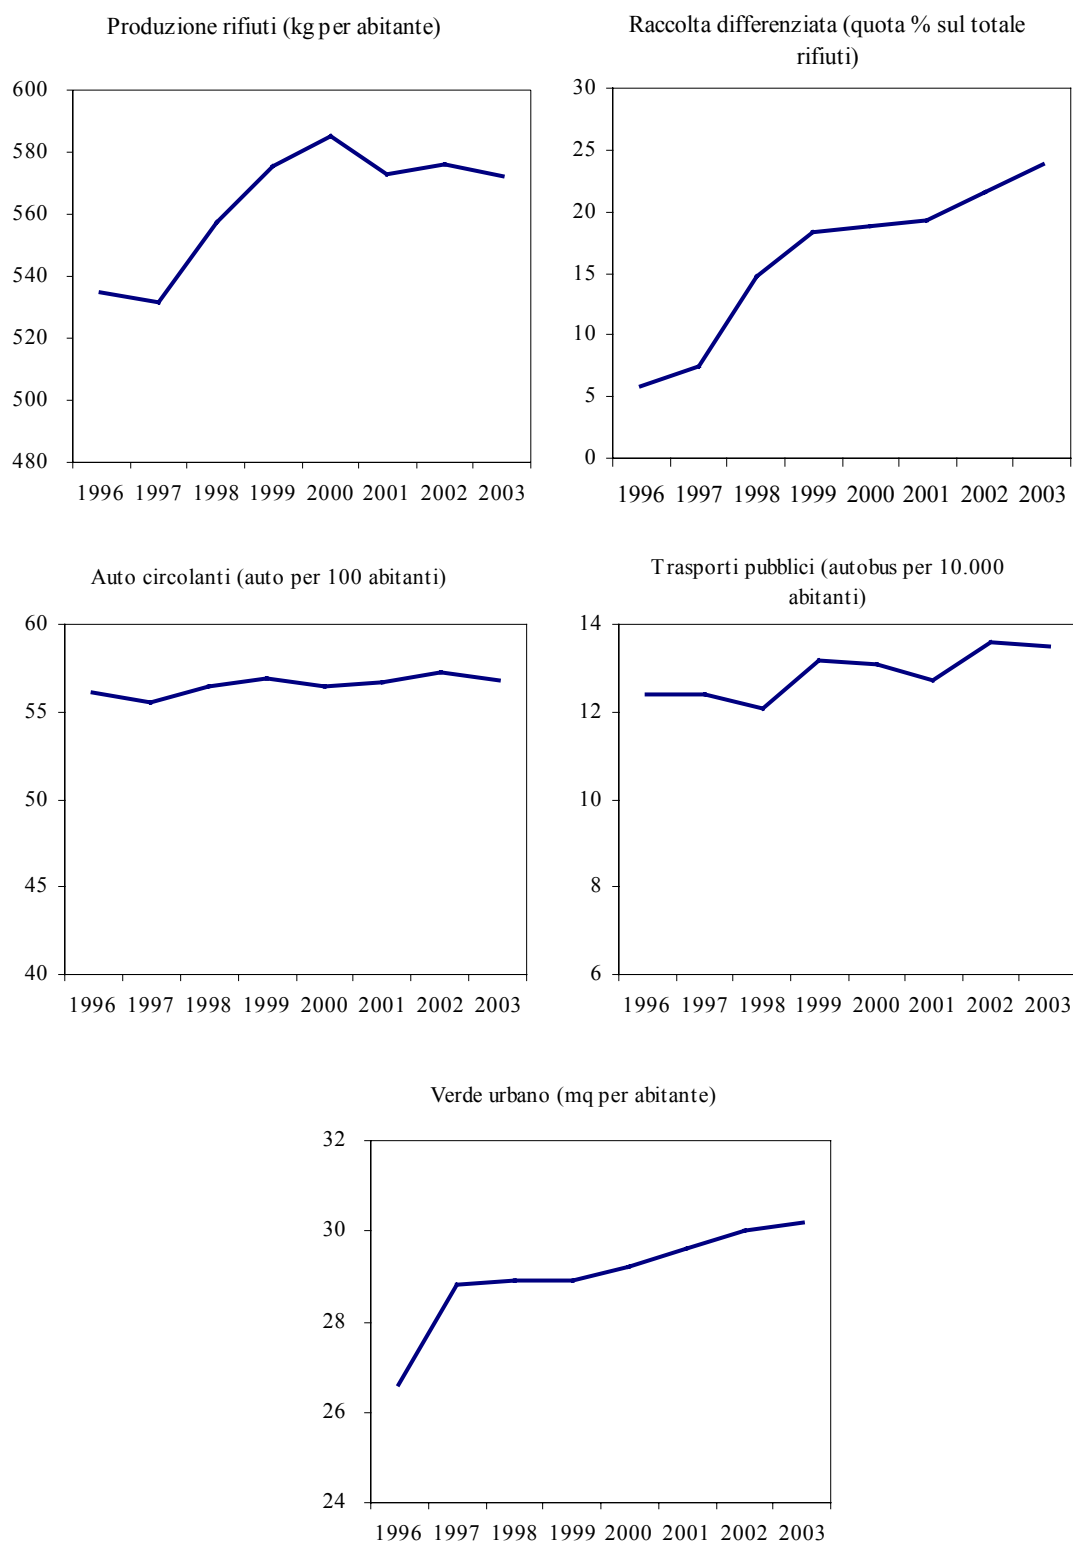 Produzione rifiuti (kg per abitante)
600
580
560
540
520
500
480
1996 1997 1998 1999 2000 2001 2002 2003
Raccolta differenziata (quota % sul totale
rifiuti)
30
25
20
15
10
5
0
1996 1997 1998 1999 2000 2001 2002 2003
Auto circolanti (auto per 100 abitanti)
60
55
50
45
40
1996 1997 1998 1999 2000 2001 2002 2003
Trasporti pubblici (autobus per 10.000
abitanti)
14
12
10
8
6
1996 1997 1998 1999 2000 2001 2002 2003
Verde urbano (mq per abitante)
32
30
28
26
24
1996 1997 1998 1999 2000 2001 2002 2003